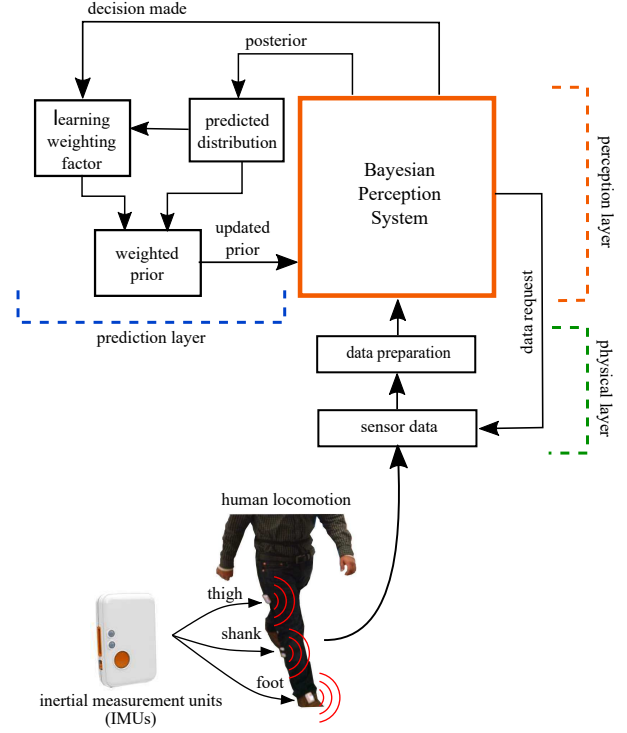 decision made
posterior
learning
weighting
factor
predicted
distribution
Bayesian
Perception
System
perception layer
weighted
prior
updated
prior
data request
prediction layer
data preparation
physical layer
sensor data
human locomotion
thigh
shank
foot
inertial measurement units
(IMUs)